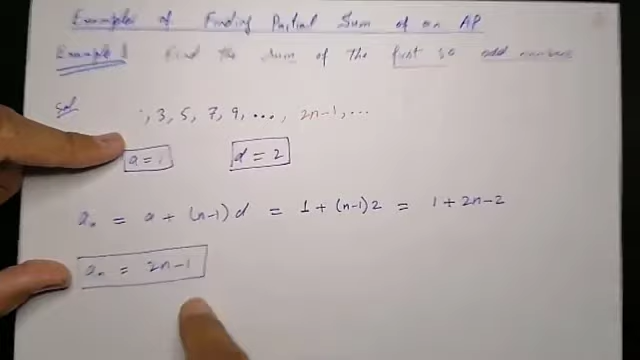 Examples of Finding Partial Sum of an AP
Example 1 Find the sum of the first 50 odd numbers
Sol
, 3, 5, 7, 9, ..., 2n-1, ...
a = 1 d = 2
aₙ = a + (n-1)d = 1 + (n-1)2 = 1 + 2n-2
aₙ = 2n-1